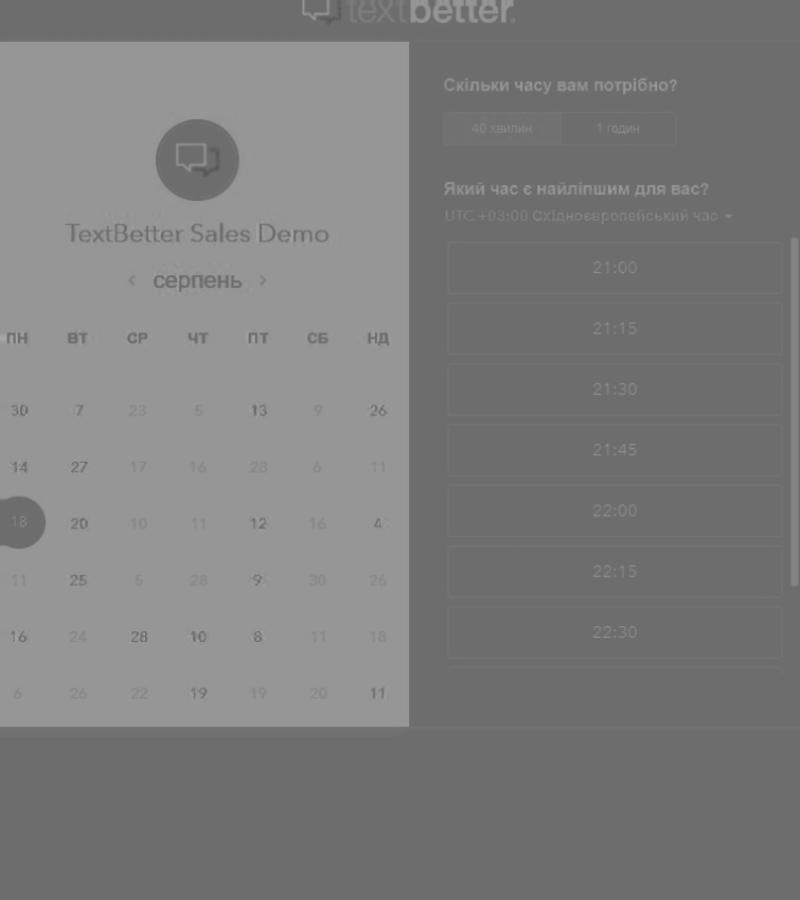 textbetter.
TextBetter Sales Demo
< серпень >
ПН ВТ СР ЧТ ПТ СБ НД
30 7 23 5 13 9 26
14 27 17 16 28 6 11
18 20 10 11 12 16 4
11 25 5 28 9 30 26
16 24 28 10 8 11 18
6 26 22 19 19 20 11
Скільки часу вам потрібно?
40 хвилин 1 годин
Який час є найліпшим для вас?
UTC +03:00 Східноєвропейський час
21:00
21:15
21:30
21:45
22:00
22:15
22:30